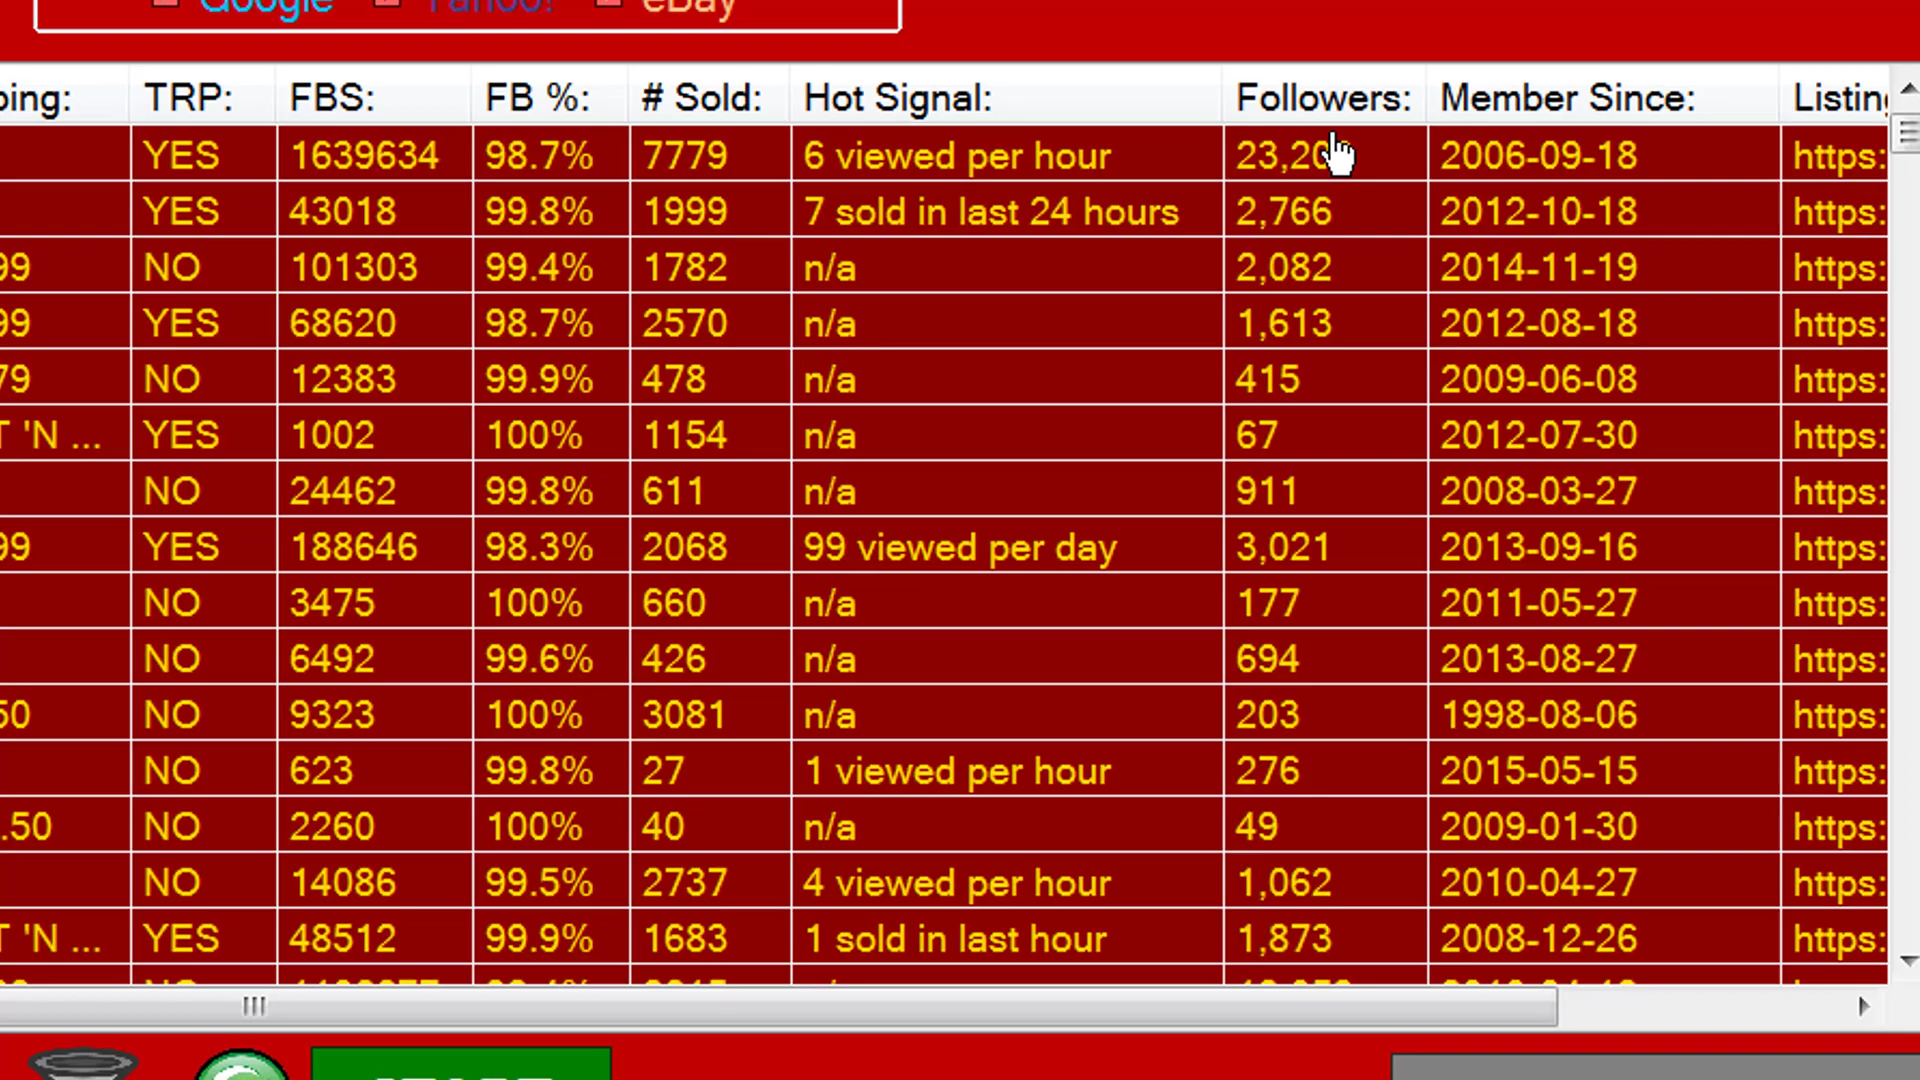 Google Yahoo! eBay
ping: TRP: FBS: FB %: # Sold: Hot Signal: Followers: Member Since: Listing
YES 1639634 98.7% 7779 6 viewed per hour 23,20 2006-09-18 https:
YES 43018 99.8% 1999 7 sold in last 24 hours 2,766 2012-10-18 https:
99 NO 101303 99.4% 1782 n/a 2,082 2014-11-19 https:
99 YES 68620 98.7% 2570 n/a 1,613 2012-08-18 https:
79 NO 12383 99.9% 478 n/a 415 2009-06-08 https:
T 'N ... YES 1002 100% 1154 n/a 67 2012-07-30 https:
NO 24462 99.8% 611 n/a 911 2008-03-27 https:
99 YES 188646 98.3% 2068 99 viewed per day 3,021 2013-09-16 https:
NO 3475 100% 660 n/a 177 2011-05-27 https:
NO 6492 99.6% 426 n/a 694 2013-08-27 https:
50 NO 9323 100% 3081 n/a 203 1998-08-06 https:
NO 623 99.8% 27 1 viewed per hour 276 2015-05-15 https:
.50 NO 2260 100% 40 n/a 49 2009-01-30 https:
NO 14086 99.5% 2737 4 viewed per hour 1,062 2010-04-27 https:
T 'N ... YES 48512 99.9% 1683 1 sold in last hour 1,873 2008-12-26 https: